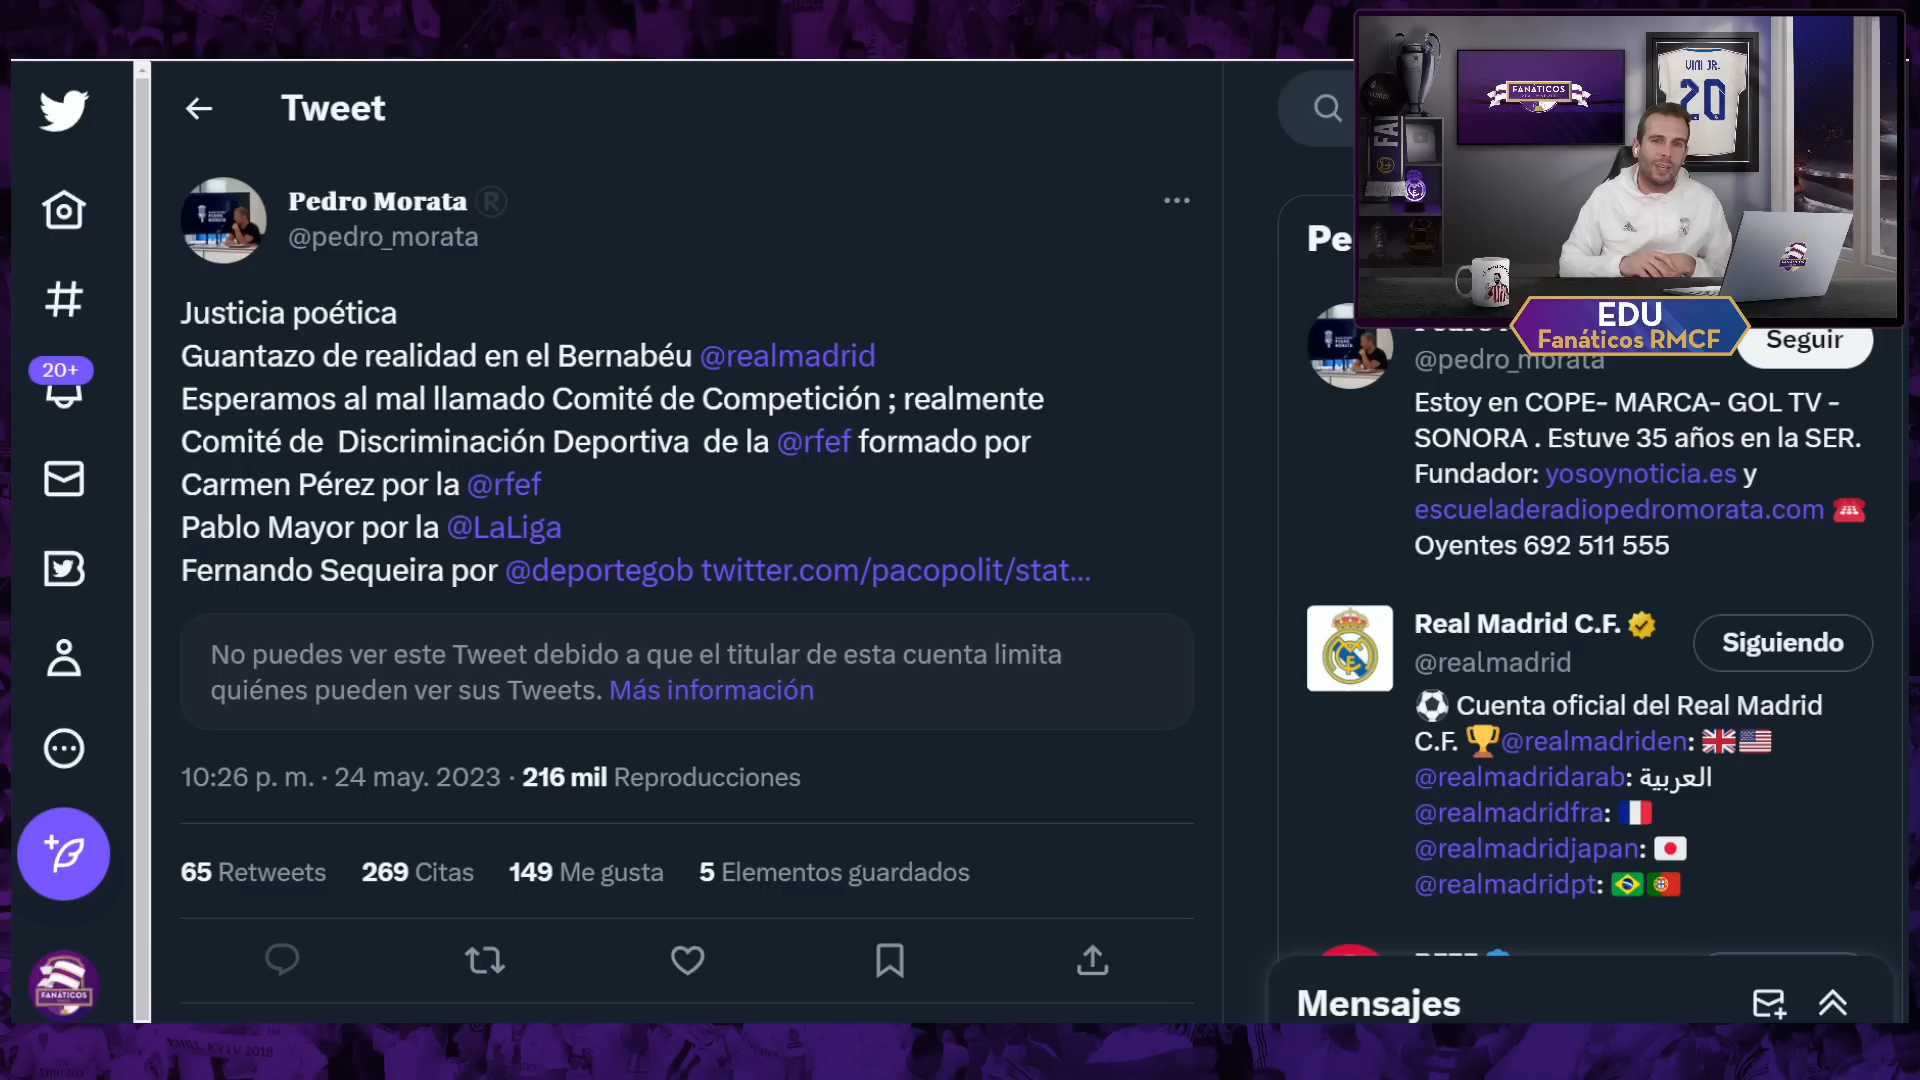 Tweet
Pedro Morata ®
@pedro_morata
Justicia poética
Guantazo de realidad en el Bernabéu @realmadrid
Esperamos al mal llamado Comité de Competición ; realmente
Comité de Discriminación Deportiva de la @rfef formado por
Carmen Pérez por la @rfef
Pablo Mayor por la @LaLiga
Fernando Sequeira por @deportegob twitter.com/pacopolit/stat...
No puedes ver este Tweet debido a que el titular de esta cuenta limita
quiénes pueden ver sus Tweets. Más información
10:26 p. m. · 24 may. 2023 · 216 mil Reproducciones
65 Retweets 269 Citas 149 Me gusta 5 Elementos guardados
20+
FANÁTICOS
VINI JR.
20
FANÁTICOS
FA
EDU
Fanáticos RMCF
Pe
Seguir
@pedro_morata
Estoy en COPE- MARCA- GOL TV -
SONORA . Estuve 35 años en la SER.
Fundador: yosoynoticia.es y
escueladeradiopedromorata.com ☎️
Oyentes 692 511 555
Real Madrid C.F.
@realmadrid
Siguiendo
⚽ Cuenta oficial del Real Madrid
C.F. 🏆@realmadriden: 🇬🇧🇺🇸
@realmadridarab: العربية
@realmadridfra: 🇫🇷
@realmadridjapan: 🇯🇵
@realmadridpt: 🇧🇷🇵🇹
Mensajes
KYIV 2018